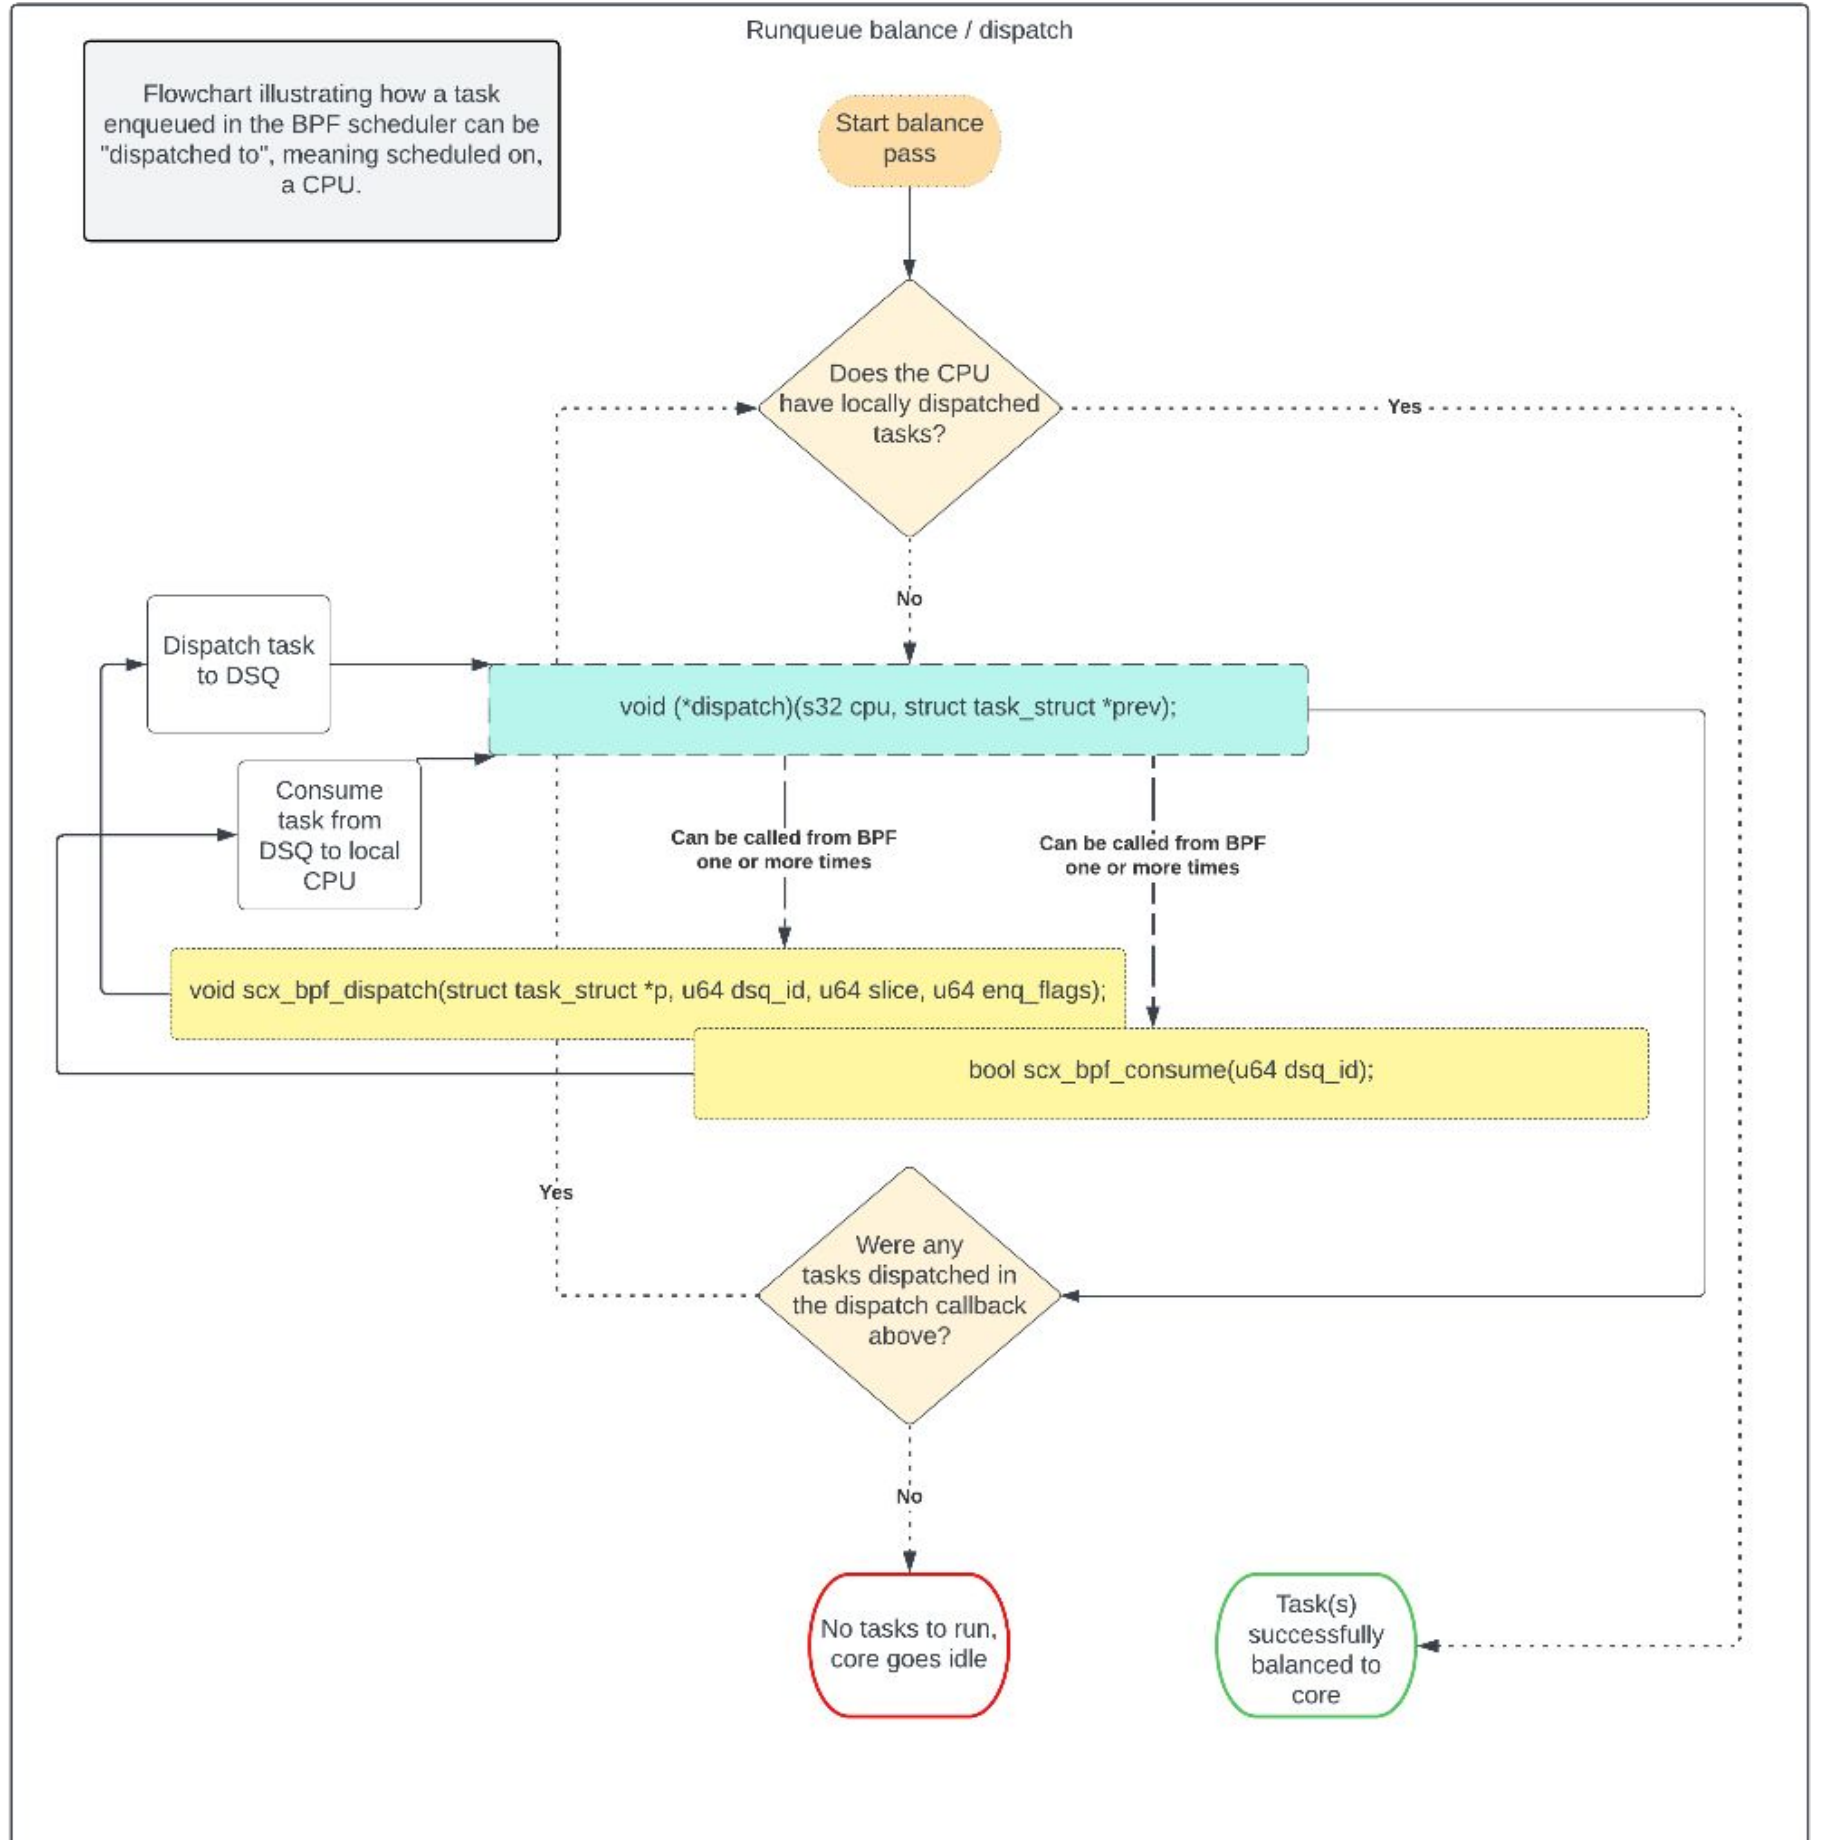 Runqueue balance / dispatch
Flowchart illustrating how a task
enqueued in the BPF scheduler can be
"dispatched to", meaning scheduled on,
a CPU.
Start balance
pass
Does the CPU
have locally dispatched
tasks?
Yes
No
Dispatch task
to DSQ
void (*dispatch)(s32 cpu, struct task_struct *prev);
Consume
task from
DSQ to local
CPU
Can be called from BPF
one or more times
Can be called from BPF
one or more times
void scx_bpf_dispatch(struct task_struct *p, u64 dsq_id, u64 slice, u64 enq_flags);
bool scx_bpf_consume(u64 dsq_id);
Yes
Were any
tasks dispatched in
the dispatch callback
above?
No
No tasks to run,
core goes idle
Task(s)
successfully
balanced to
core